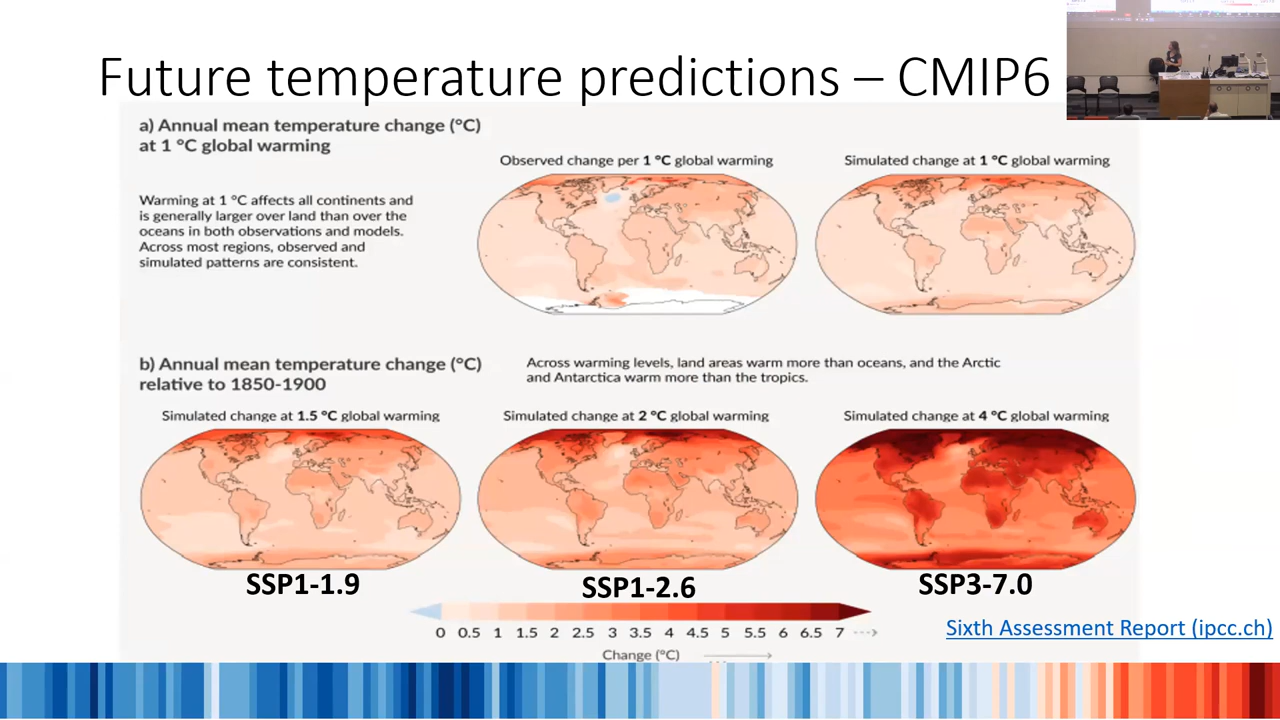 Future temperature predictions – CMIP6
a) Annual mean temperature change (°C)
at 1 °C global warming
Warming at 1 °C affects all continents and
is generally larger over land than over the
oceans in both observations and models.
Across most regions, observed and
simulated patterns are consistent.
Observed change per 1 °C global warming
Simulated change at 1 °C global warming
b) Annual mean temperature change (°C)
relative to 1850-1900
Across warming levels, land areas warm more than oceans, and the Arctic
and Antarctica warm more than the tropics.
Simulated change at 1.5 °C global warming
Simulated change at 2 °C global warming
Simulated change at 4 °C global warming
SSP1-1.9
SSP1-2.6
SSP3-7.0
0 0.5 1 1.5 2 2.5 3 3.5 4 4.5 5 5.5 6 6.5 7
Change (°C)
Sixth Assessment Report (ipcc.ch)